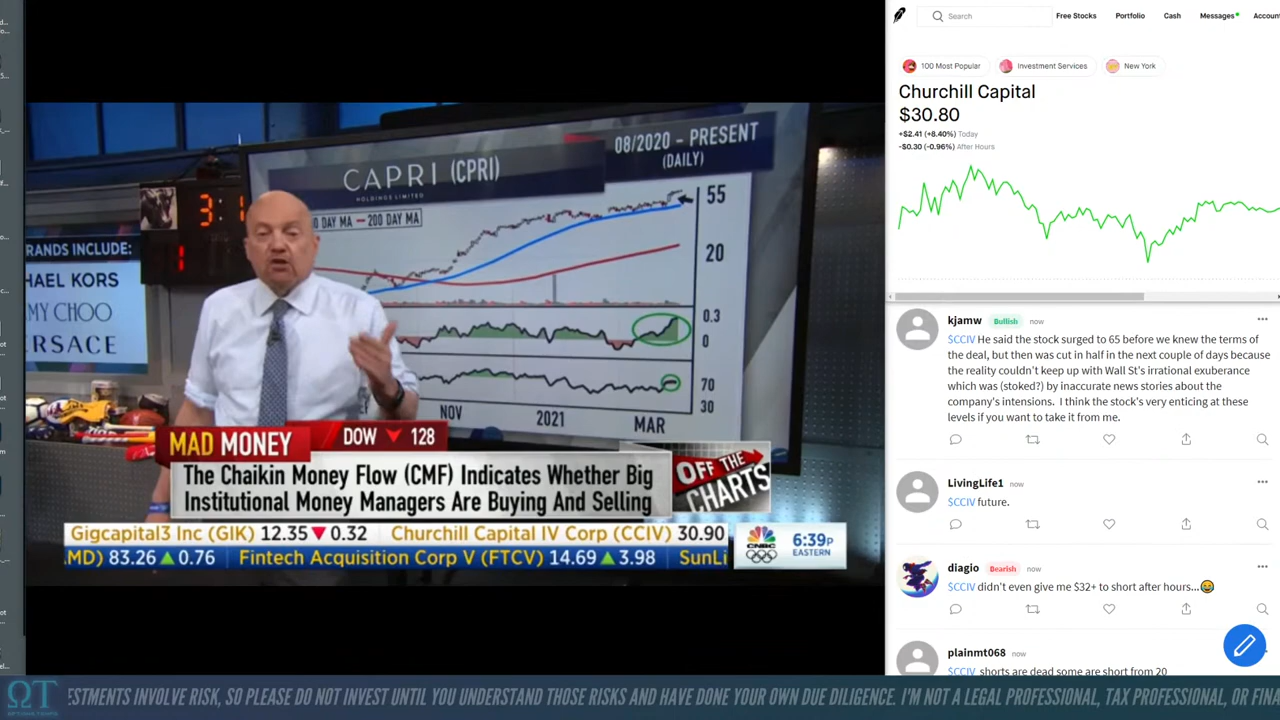 08/2020 – PRESENT
(DAILY)
CAPRI (CPRI)
HOLDINGS LIMITED
DAY MA — 200 DAY MA
55
20
0.3
0
70
30
NOV
2021
MAR
RANDS INCLUDE:
HAEL KORS
MY CHOO
ERSACE
3:1
1
MAD MONEY
DOW ▼ 128
The Chaikin Money Flow (CMF) Indicates Whether Big
Institutional Money Managers Are Buying And Selling
OFF THE
CHARTS
Gigcapital3 Inc (GIK) 12.35 ▼ 0.32 Churchill Capital IV Corp (CCIV) 30.90
MD) 83.26 ▲ 0.76 Fintech Acquisition Corp V (FTCV) 14.69 ▲ 3.98 SunLi
CNBC
6:39P
EASTERN
Search
Free Stocks
Portfolio
Cash
Messages
Accoun
100 Most Popular
Investment Services
New York
Churchill Capital
$30.80
+$2.41 (+8.40%) Today
-$0.30 (-0.96%) After Hours
kjamw Bullish now
$CCIV He said the stock surged to 65 before we knew the terms of
the deal, but then was cut in half in the next couple of days because
the reality couldn't keep up with Wall St's irrational exuberance
which was (stoked?) by inaccurate news stories about the
company's intensions. I think the stock's very enticing at these
levels if you want to take it from me.
LivingLife1 now
$CCIV future.
diagio Bearish now
$CCIV didn't even give me $32+ to short after hours...😂
plainmt068 now
$CCIV shorts are dead some are short from 20
ESTMENTS INVOLVE RISK, SO PLEASE DO NOT INVEST UNTIL YOU UNDERSTAND THOSE RISKS AND HAVE DONE YOUR OWN DUE DILIGENCE. I'M NOT A LEGAL PROFESSIONAL, TAX PROFESSIONAL, OR FINA